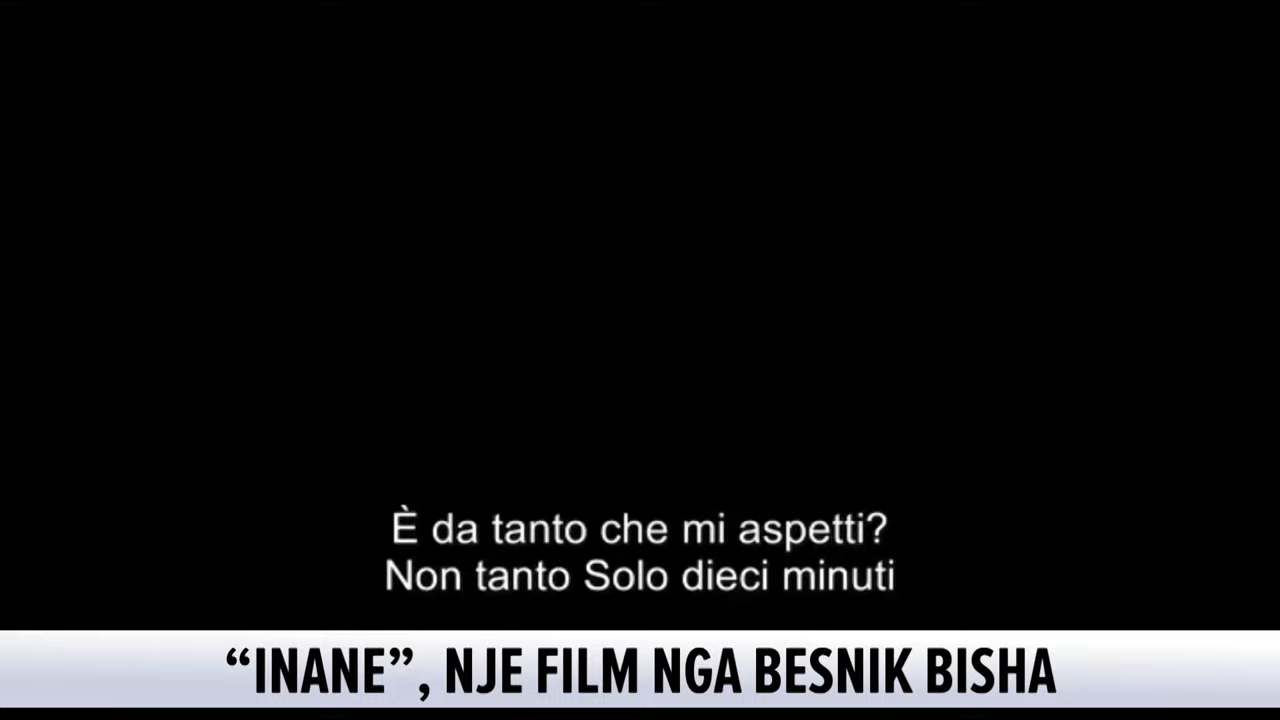 È da tanto che mi aspetti?
Non tanto Solo dieci minuti
“INANE”, NJE FILM NGA BESNIK BISHA